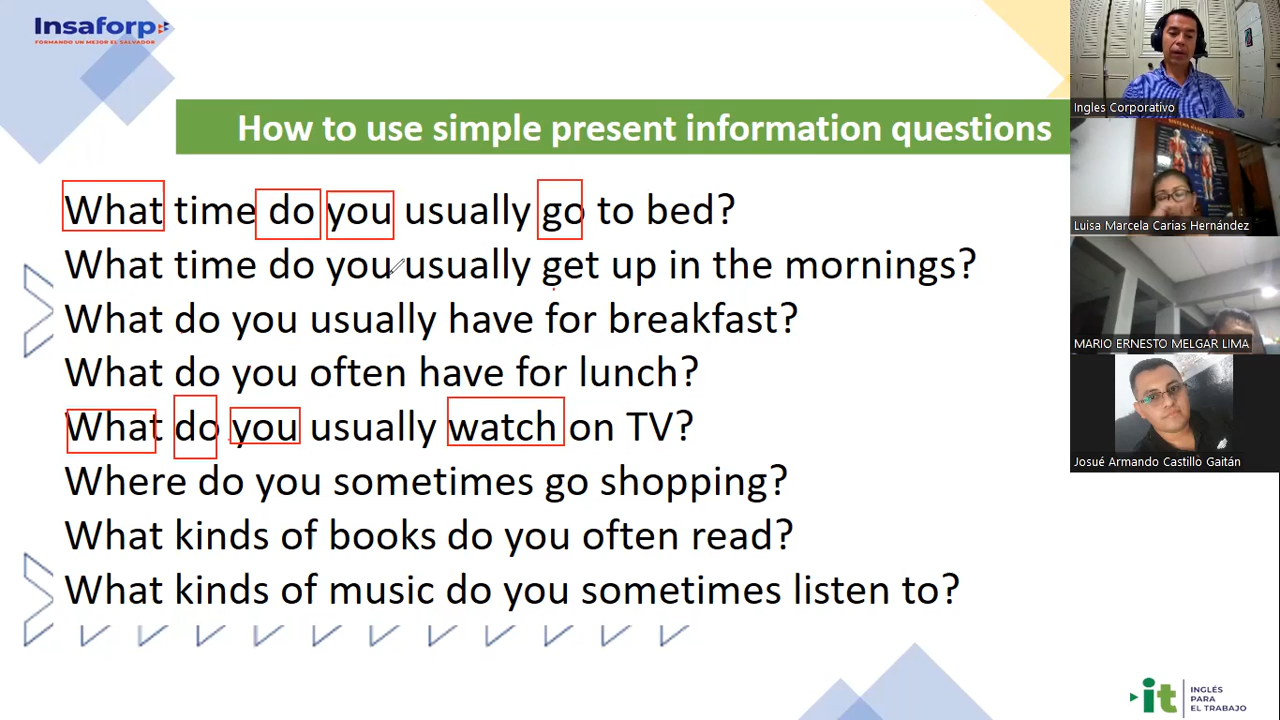 Insaforp
FORMANDO UN MEJOR EL SALVADOR
How to use simple present information questions
What time do you usually go to bed?
What time do you usually get up in the mornings?
What do you usually have for breakfast?
What do you often have for lunch?
What do you usually watch on TV?
Where do you sometimes go shopping?
What kinds of books do you often read?
What kinds of music do you sometimes listen to?
Ingles Corporativo
Luisa Marcela Carias Hernández
MARIO ERNESTO MELGAR LIMA
Josué Armando Castillo Gaitán
it
INGLÉS
PARA
EL TRABAJO